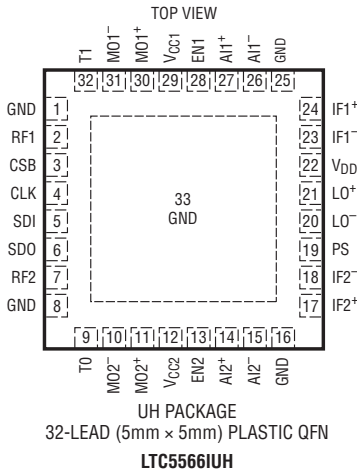 TOP VIEW
T1 MO1⁻ MO1⁺ VCC1 EN1 AI1⁺ AI1⁻ GND
32 31 30 29 28 27 26 25
GND 1 24 IF1⁺
RF1 2 23 IF1⁻
CSB 3 22 VDD
CLK 4 21 LO⁺
SDI 5 20 LO⁻
SDO 6 19 PS
RF2 7 18 IF2⁻
GND 8 17 IF2⁺
33
GND
9 10 11 12 13 14 15 16
T0 MO2⁻ MO2⁺ VCC2 EN2 AI2⁺ AI2⁻ GND
UH PACKAGE
32-LEAD (5mm × 5mm) PLASTIC QFN
LTC5566IUH